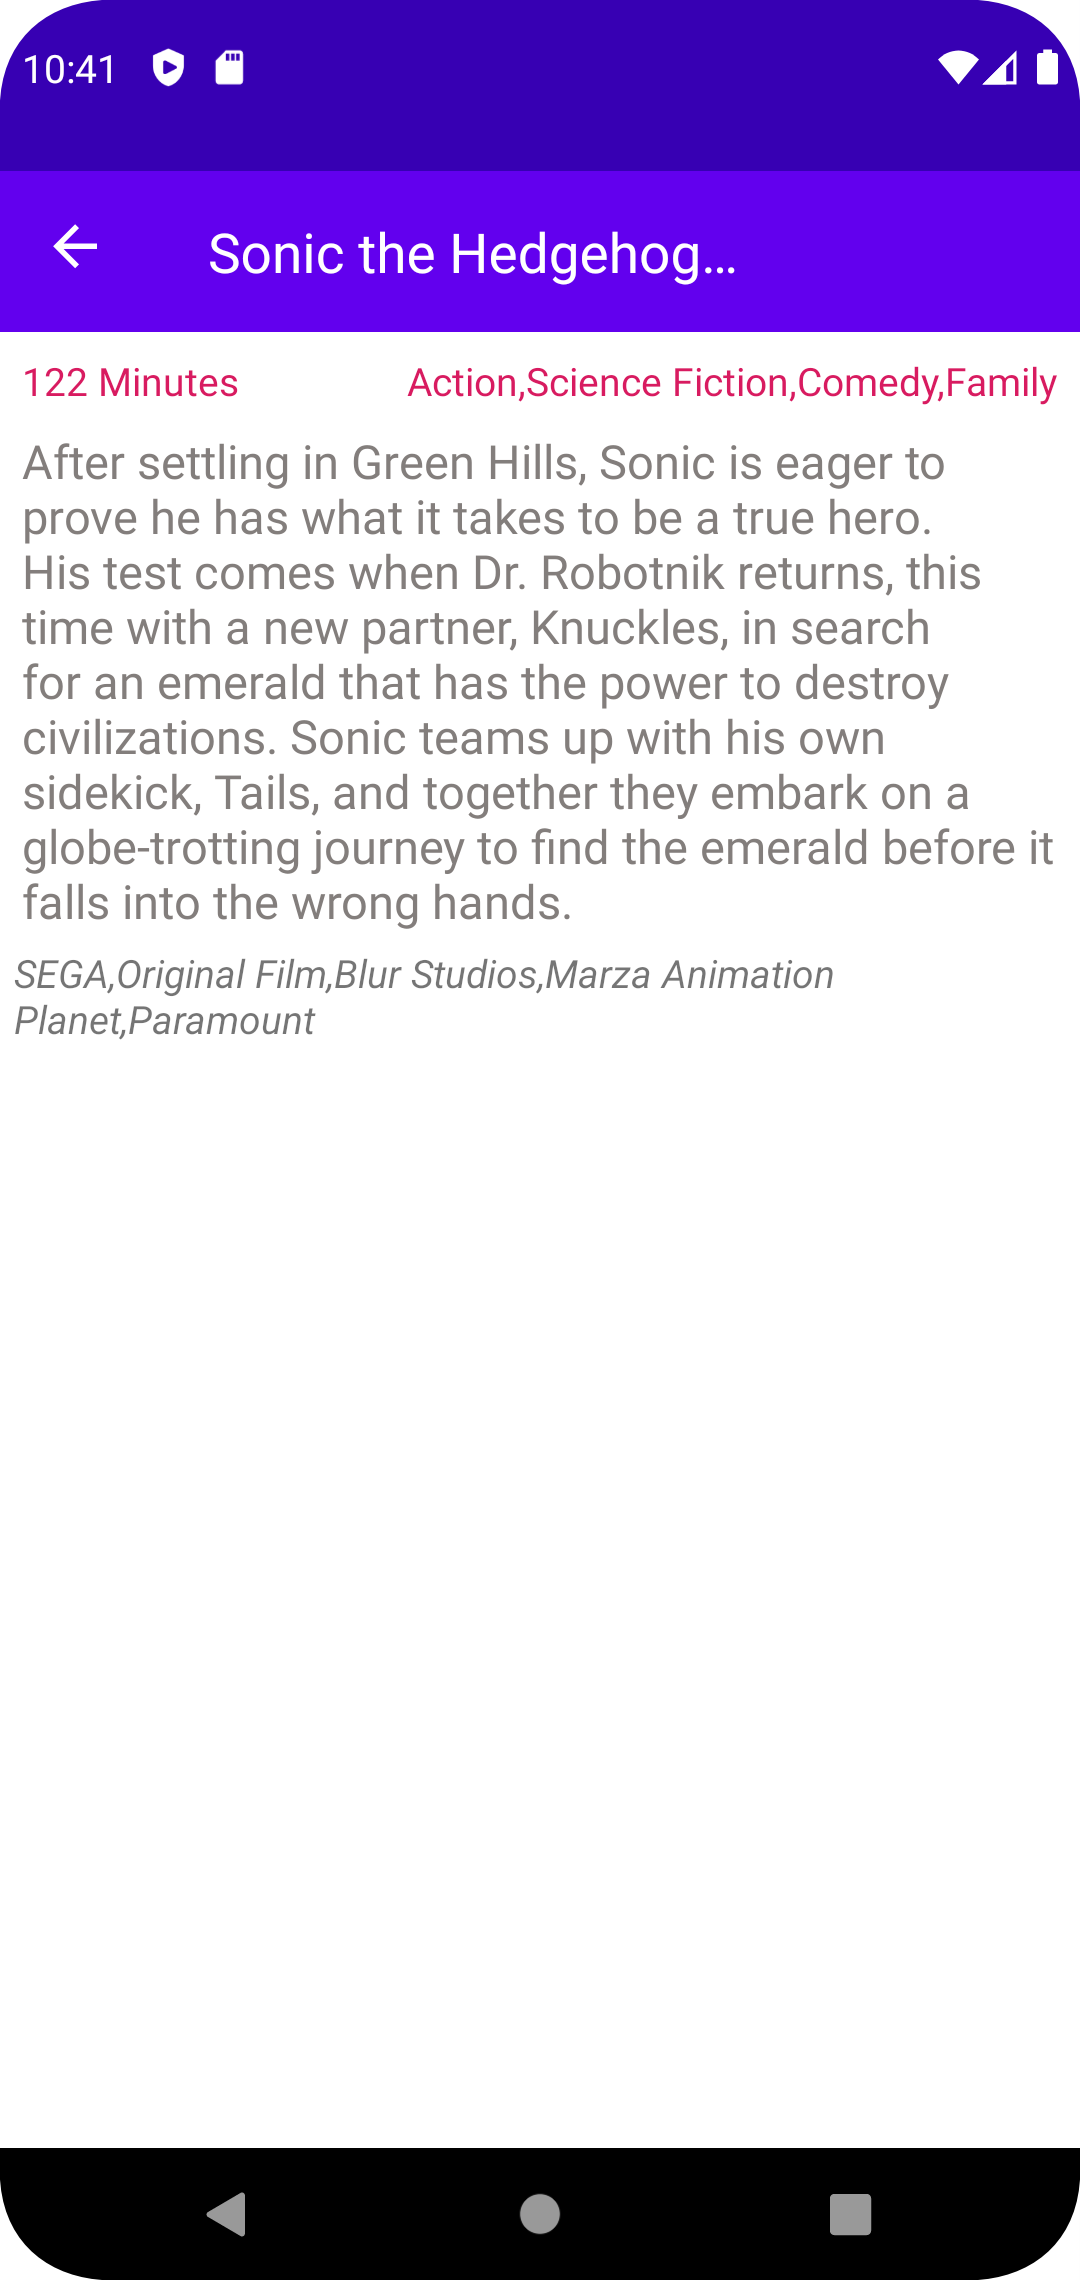 10:41
Sonic the Hedgehog…
122 Minutes Action,Science Fiction,Comedy,Family
After settling in Green Hills, Sonic is eager to
prove he has what it takes to be a true hero.
His test comes when Dr. Robotnik returns, this
time with a new partner, Knuckles, in search
for an emerald that has the power to destroy
civilizations. Sonic teams up with his own
sidekick, Tails, and together they embark on a
globe-trotting journey to find the emerald before it
falls into the wrong hands.
SEGA,Original Film,Blur Studios,Marza Animation
Planet,Paramount